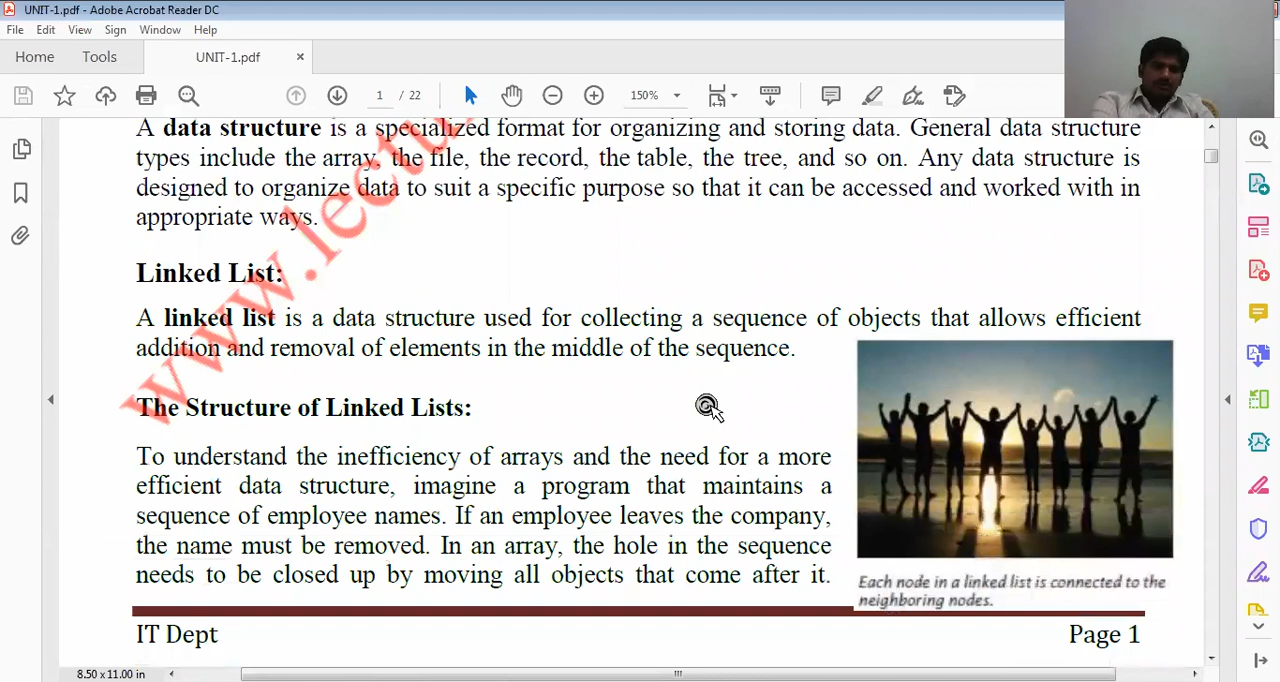 UNIT-1.pdf - Adobe Acrobat Reader DC
File Edit View Sign Window Help
Home Tools UNIT-1.pdf ×
1 / 22 150%
A data structure is a specialized format for organizing and storing data. General data structure
types include the array, the file, the record, the table, the tree, and so on. Any data structure is
designed to organize data to suit a specific purpose so that it can be accessed and worked with in
appropriate ways.
Linked List:
A linked list is a data structure used for collecting a sequence of objects that allows efficient
addition and removal of elements in the middle of the sequence.
The Structure of Linked Lists:
To understand the inefficiency of arrays and the need for a more
efficient data structure, imagine a program that maintains a
sequence of employee names. If an employee leaves the company,
the name must be removed. In an array, the hole in the sequence
needs to be closed up by moving all objects that come after it.
Each node in a linked list is connected to the
neighboring nodes.
IT Dept Page 1
8.50 x 11.00 in
www.lectu